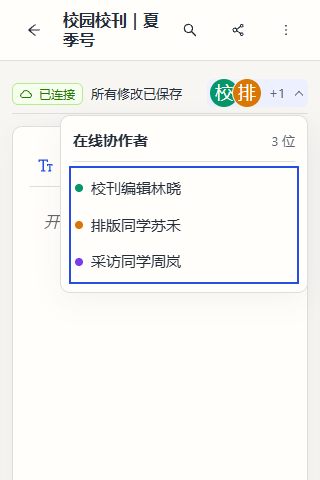 校园校刊 | 夏
季号
已连接
所有修改已保存
校 排 +1
在线协作者
3 位
校刊编辑林晓
排版同学苏禾
采访同学周岚
Tт
开